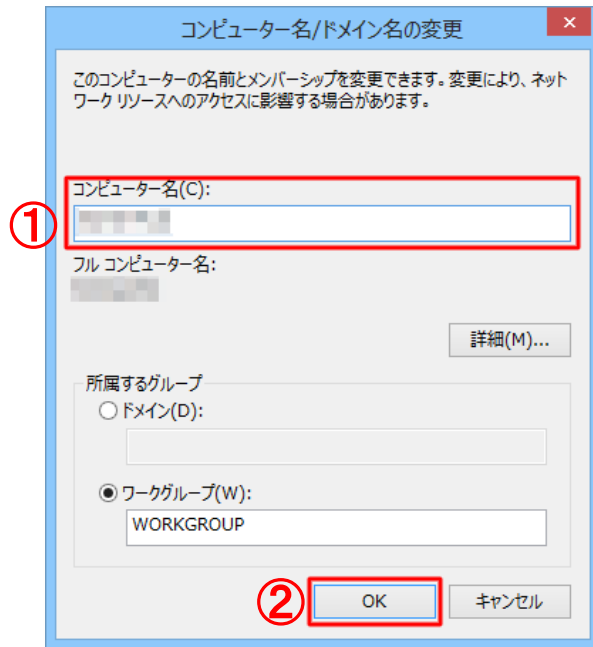 コンピューター名/ドメイン名の変更
このコンピューターの名前とメンバーシップを変更できます。変更により、ネット
ワーク リソースへのアクセスに影響する場合があります。
コンピューター名(C):
①
フル コンピューター名:
詳細(M)...
所属するグループ
ドメイン(D):
ワークグループ(W):
WORKGROUP
②
OK
キャンセル